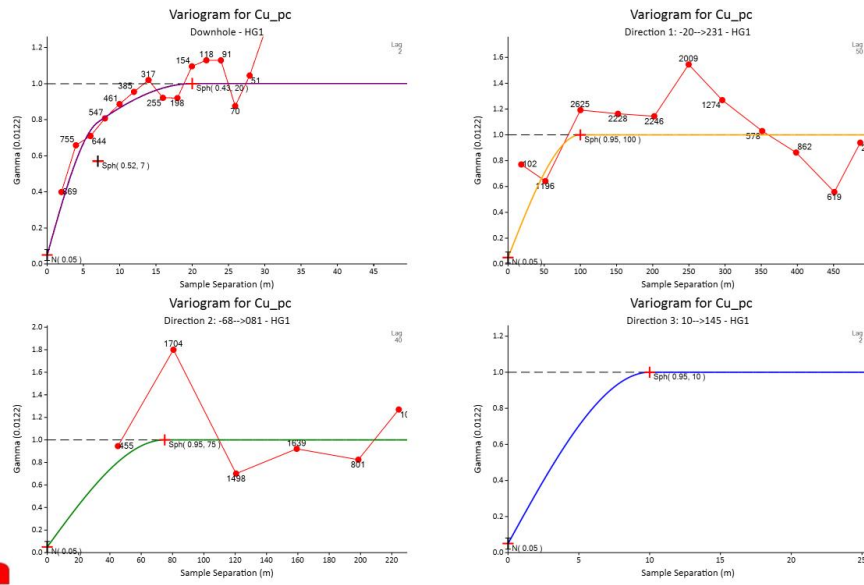 Variogram for Cu_pc
Downhole - HG1
Lag
2
1.2
1.0
0.8
0.6
0.4
0.2
0.0
Gamma (0.0122)
869
755
644
547
461
385
317
255
198
154
118
91
70
51
Sph( 0.43, 20 )
Sph( 0.52, 7 )
N( 0.05 )
0 5 10 15 20 25 30 35 40 45
Sample Separation (m)
Variogram for Cu_pc
Direction 1: -20-->231 - HG1
Lag
50
1.6
1.4
1.2
1.0
0.8
0.6
0.4
0.2
0.0
Gamma (0.0122)
102
1196
2625
2228
2246
2009
1274
578
862
619
Sph( 0.95, 100 )
N( 0.05 )
0 50 100 150 200 250 300 350 400 450
Sample Separation (m)
Variogram for Cu_pc
Direction 2: -68-->081 - HG1
Lag
40
2.0
1.8
1.6
1.4
1.2
1.0
0.8
0.6
0.4
0.2
0.0
Gamma (0.0122)
455
1704
1498
1639
801
10
Sph( 0.95, 75 )
N( 0.05 )
0 20 40 60 80 100 120 140 160 180 200 220
Sample Separation (m)
Variogram for Cu_pc
Direction 3: 10-->145 - HG1
Lag
2
1.2
1.0
0.8
0.6
0.4
0.2
0.0
Gamma (0.0122)
Sph( 0.95, 10 )
N( 0.05 )
0 5 10 15 20 25
Sample Separation (m)